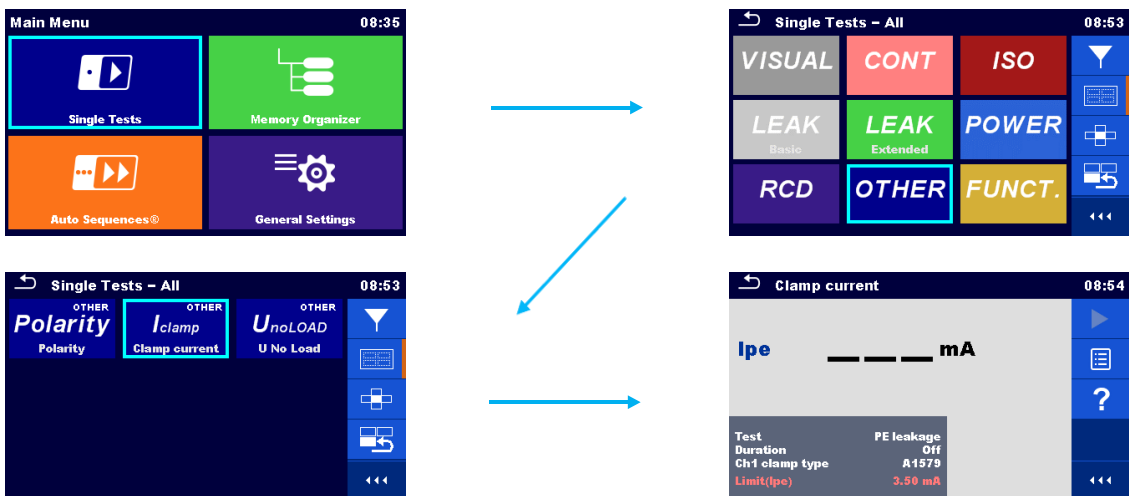 Main Menu 08:35
Single Tests
Memory Organizer
Auto Sequences®
General Settings
Single Tests – All 08:53
VISUAL CONT ISO
LEAK LEAK POWER
Basic Extended
RCD OTHER FUNCT.
Single Tests – All 08:53
OTHER OTHER OTHER
Polarity Iclamp UnoLOAD
Polarity Clamp current U No Load
Clamp current 08:54
Ipe ___ mA
?
Test PE leakage
Duration Off
Ch1 clamp type A1579
Limit(Ipe) 3.50 mA